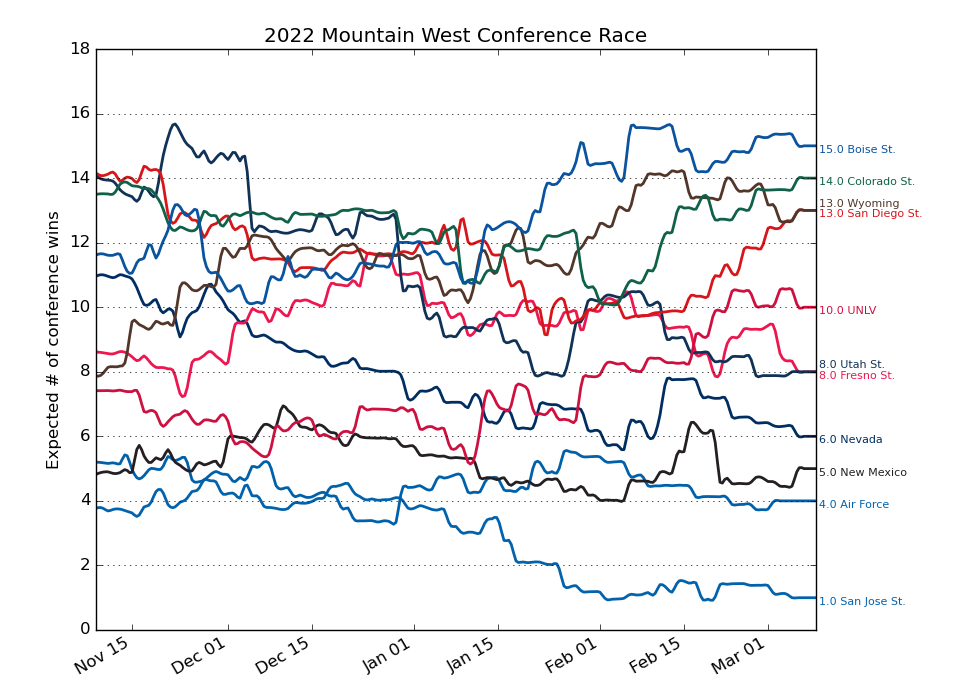 2022 Mountain West Conference Race
Expected # of conference wins
18
16
14
12
10
8
6
4
2
0
15.0 Boise St.
14.0 Colorado St.
13.0 Wyoming
13.0 San Diego St.
10.0 UNLV
8.0 Utah St.
8.0 Fresno St.
6.0 Nevada
5.0 New Mexico
4.0 Air Force
1.0 San Jose St.
Nov 15
Dec 01
Dec 15
Jan 01
Jan 15
Feb 01
Feb 15
Mar 01